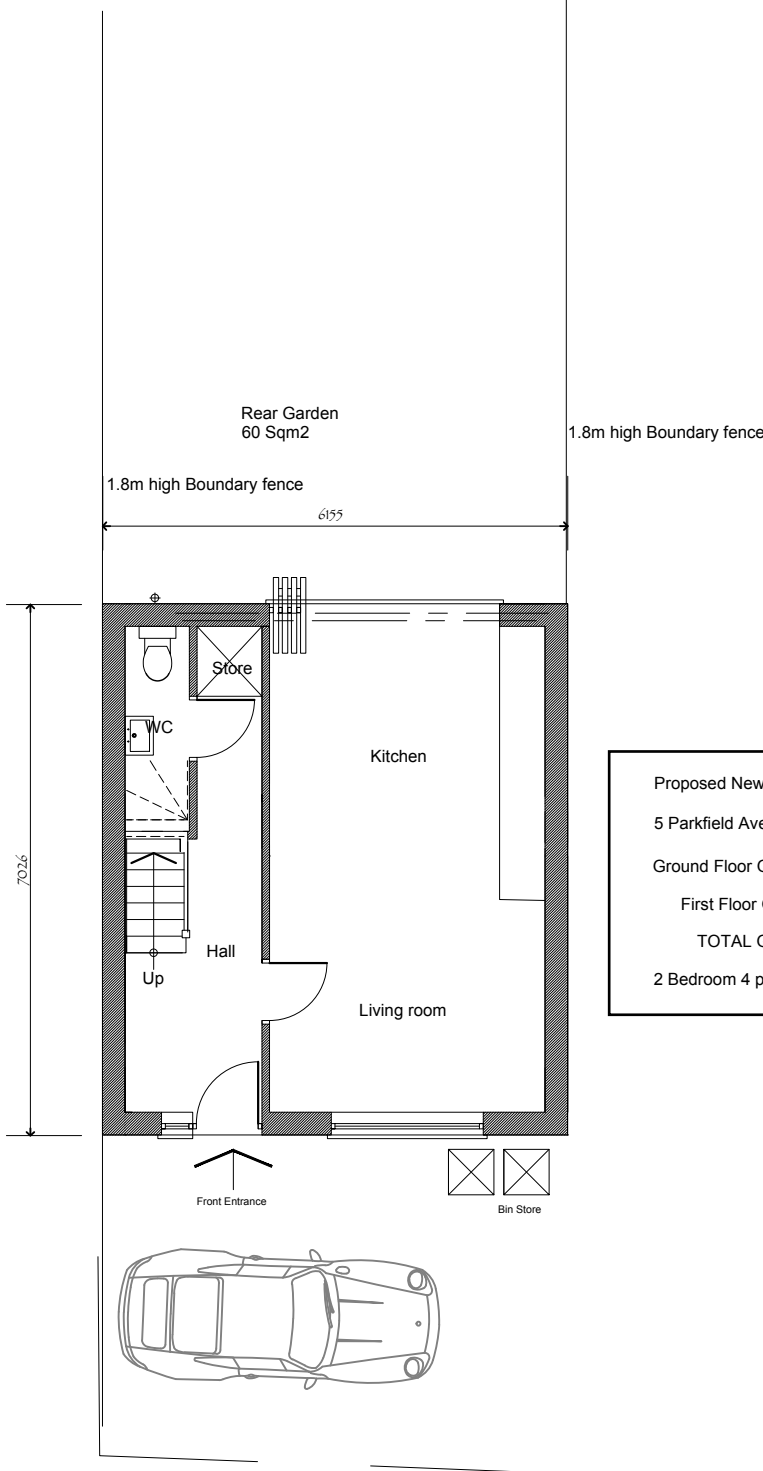 Rear Garden
60 Sqm2
1.8m high Boundary fence
1.8m high Boundary fence
6155
7026
Store
WC
Kitchen
Hall
Up
Living room
Front Entrance
Bin Store
Proposed New
5 Parkfield Ave
Ground Floor G
First Floor
TOTAL G
2 Bedroom 4 p